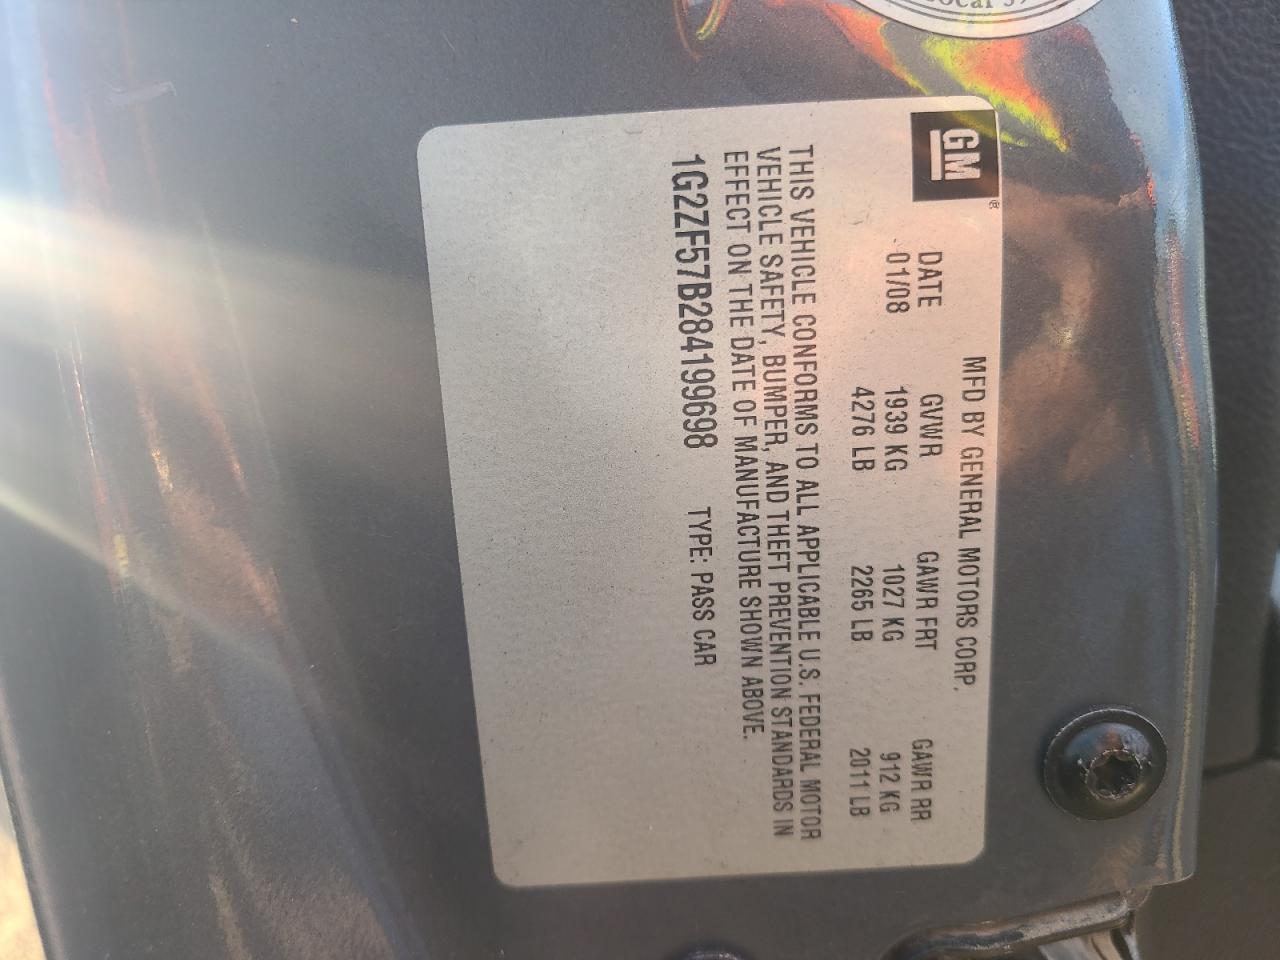 GM
MFD BY GENERAL MOTORS CORP.
DATE GVWR GAWR FRT GAWR RR
01/08 1939 KG 1027 KG 912 KG
4276 LB 2265 LB 2011 LB
THIS VEHICLE CONFORMS TO ALL APPLICABLE U.S. FEDERAL MOTOR
VEHICLE SAFETY, BUMPER, AND THEFT PREVENTION STANDARDS IN
EFFECT ON THE DATE OF MANUFACTURE SHOWN ABOVE.
1G2ZF57B284199698 TYPE: PASS CAR